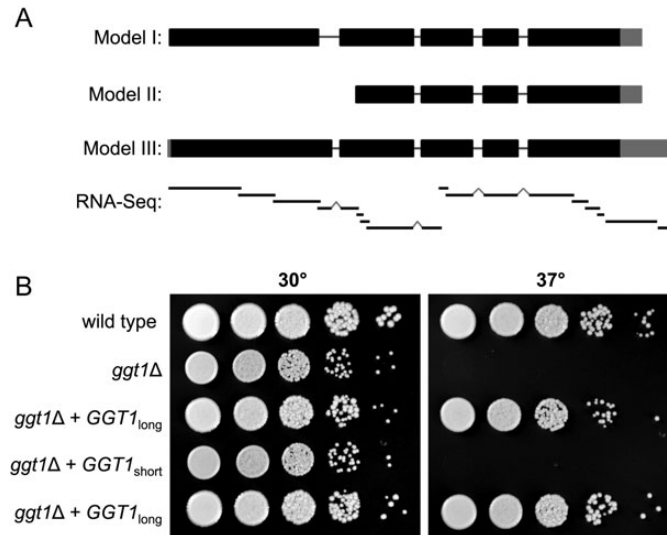 A
Model I:
Model II:
Model III:
RNA-Seq:
B
30° 37°
wild type
ggt1Δ
ggt1Δ + GGT1long
ggt1Δ + GGT1short
ggt1Δ + GGT1long